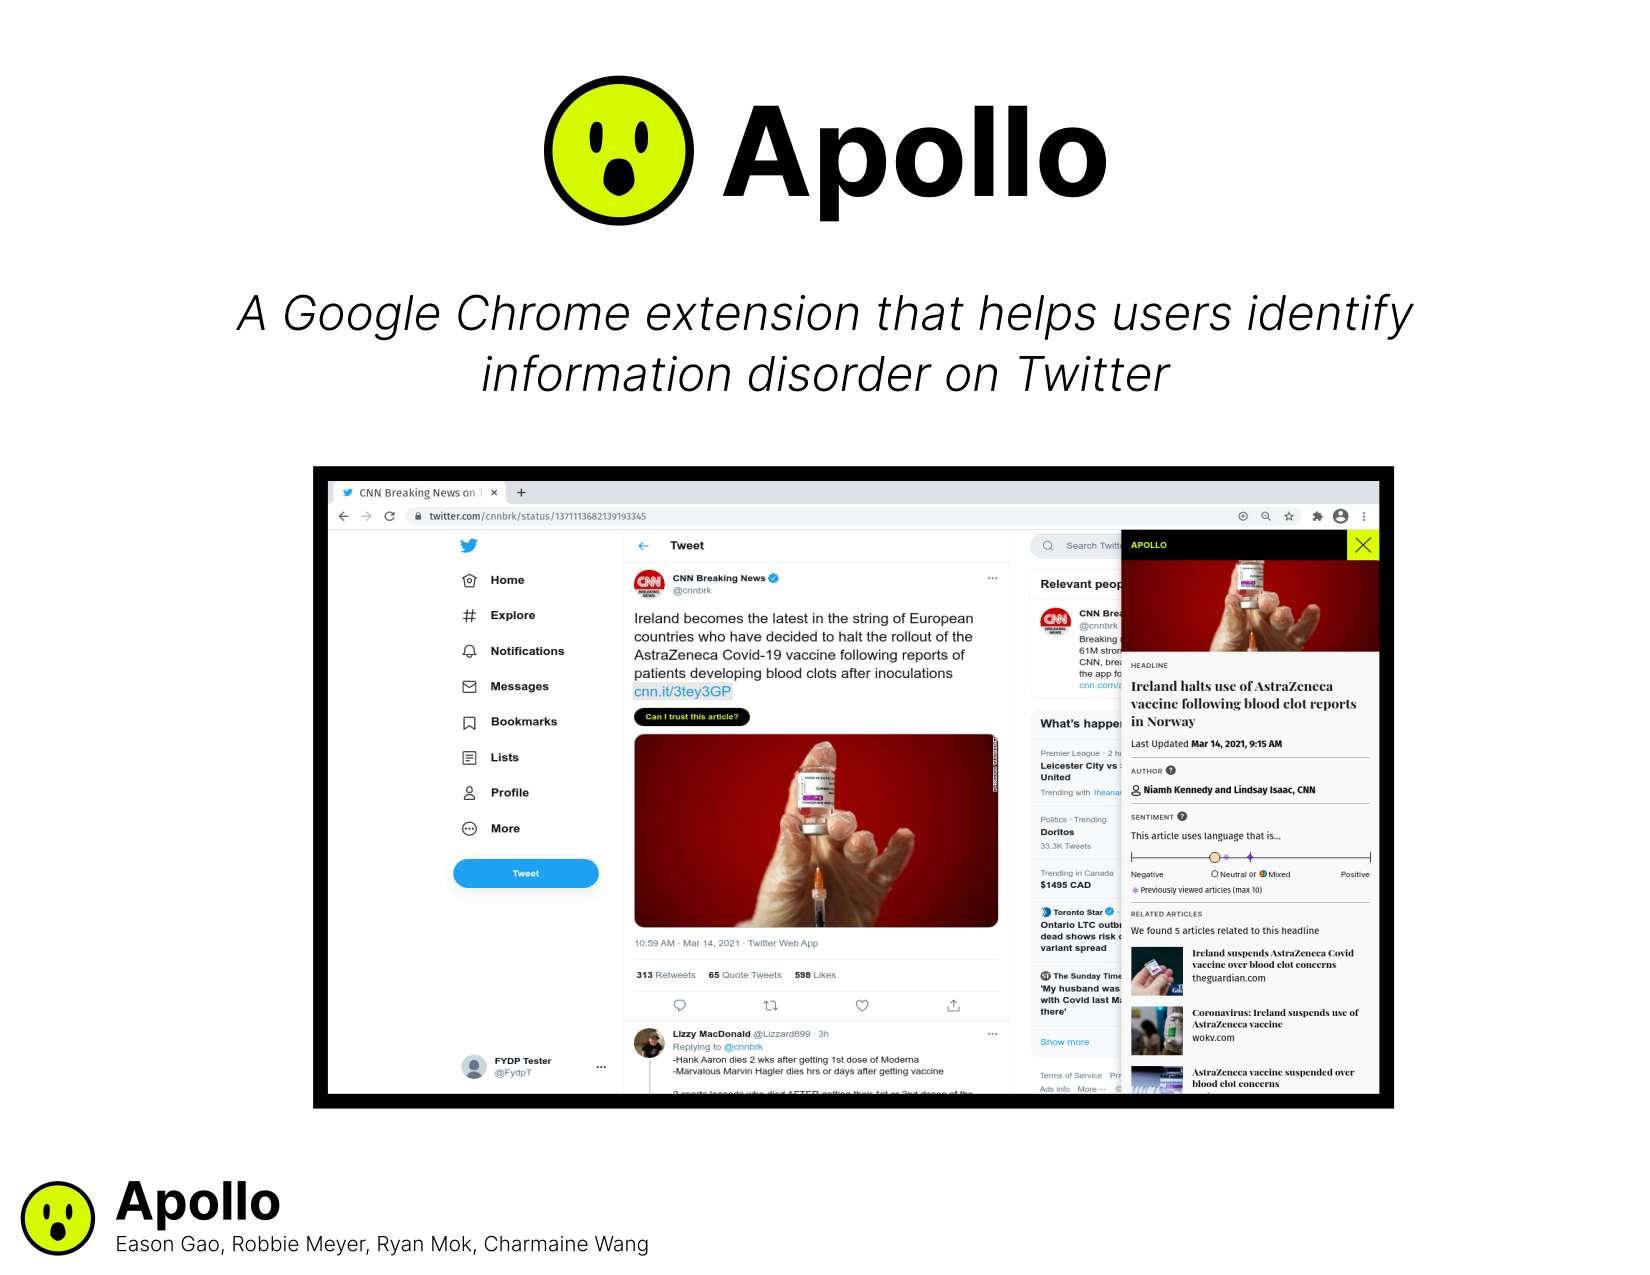 Apollo
A Google Chrome extension that helps users identify
information disorder on Twitter
CNN Breaking News on T
twitter.com/cnnbrk/status/1371113682139193345
Home
Explore
Notifications
Messages
Bookmarks
Lists
Profile
More
Tweet
FYDP Tester
@FydpT
Tweet
CNN
BREAKING NEWS
CNN Breaking News
@cnnbrk
Ireland becomes the latest in the string of European
countries who have decided to halt the rollout of the
AstraZeneca Covid-19 vaccine following reports of
patients developing blood clots after inoculations
cnn.it/3tey3GP
Can I trust this article?
10:59 AM · Mar 14, 2021 · Twitter Web App
313 Retweets 65 Quote Tweets 598 Likes
Lizzy MacDonald @Lizzard899 · 3h
Replying to @cnnbrk
-Hank Aaron dies 2 wks after getting 1st dose of Moderna
-Marvalous Marvin Hagler dies hrs or days after getting vaccine
Search Twitt
Relevant peop
CNN
CNN Brea
@cnnbrk
Breaking
61M stron
CNN, brea
the app fo
cnn.com/a
What's happe
Premier League · 2 h
Leicester City vs
United
Trending with Iheana
Politics · Trending
Doritos
33.3K Tweets
Trending in Canada
$1495 CAD
Toronto Star
Ontario LTC outb
dead shows risk
variant spread
The Sunday Time
'My husband was
with Covid last Ma
there'
Show more
Terms of Service Pri
Ads info More ··· ©
APOLLO
HEADLINE
Ireland halts use of AstraZeneca
vaccine following blood clot reports
in Norway
Last Updated Mar 14, 2021, 9:15 AM
AUTHOR ?
Niamh Kennedy and Lindsay Isaac, CNN
SENTIMENT ?
This article uses language that is...
Negative Neutral or Mixed Positive
Previously viewed articles (max 10)
RELATED ARTICLES
We found 5 articles related to this headline
Ireland suspends AstraZeneca Covid
vaccine over blood clot concerns
theguardian.com
Coronavirus: Ireland suspends use of
AstraZeneca vaccine
wokv.com
AstraZeneca vaccine suspended over
blood clot concerns
Apollo
Eason Gao, Robbie Meyer, Ryan Mok, Charmaine Wang